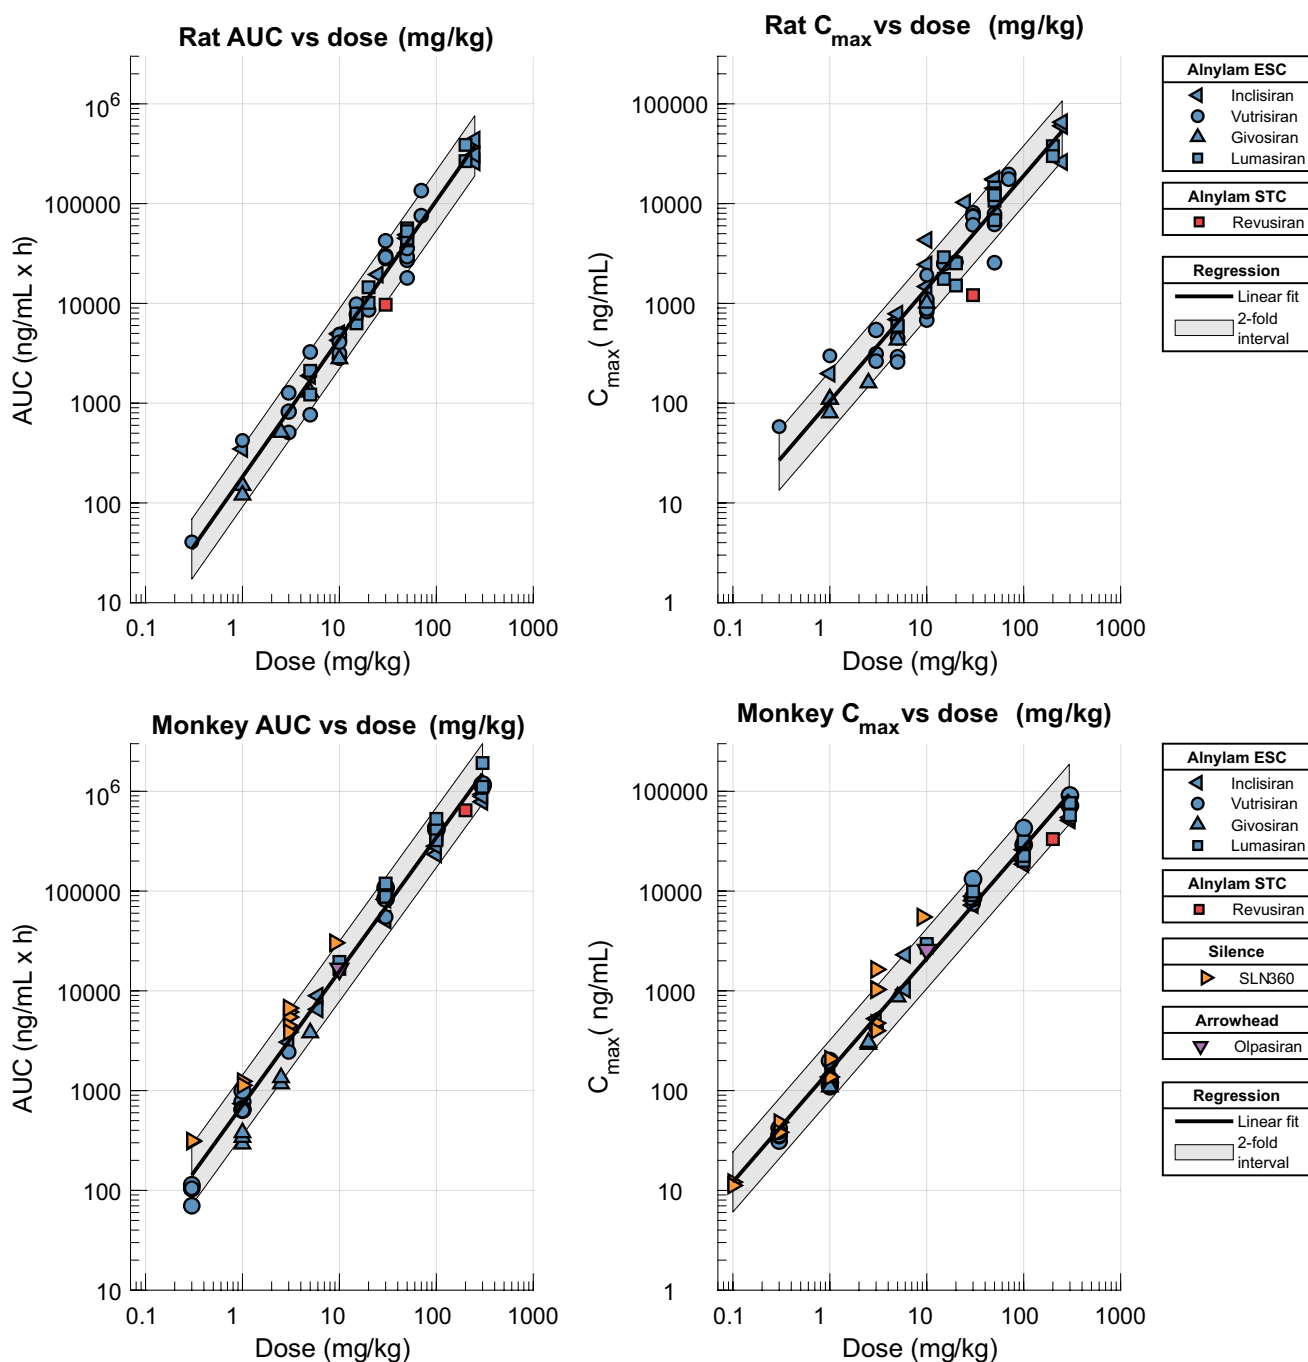 Rat AUC vs dose (mg/kg)
10^6
100000
10000
1000
100
10
AUC (ng/mL x h)
0.1 1 10 100 1000
Dose (mg/kg)
Rat C_max vs dose (mg/kg)
100000
10000
1000
100
10
1
C_max( ng/mL)
0.1 1 10 100 1000
Dose (mg/kg)
Alnylam ESC
Inclisiran
Vutrisiran
Givosiran
Lumasiran
Alnylam STC
Revusiran
Regression
Linear fit
2-fold
interval
Monkey AUC vs dose (mg/kg)
10^6
100000
10000
1000
100
10
AUC (ng/mL x h)
0.1 1 10 100 1000
Dose (mg/kg)
Monkey C_max vs dose (mg/kg)
100000
10000
1000
100
10
1
C_max( ng/mL)
0.1 1 10 100 1000
Dose (mg/kg)
Alnylam ESC
Inclisiran
Vutrisiran
Givosiran
Lumasiran
Alnylam STC
Revusiran
Silence
SLN360
Arrowhead
Olpasiran
Regression
Linear fit
2-fold
interval